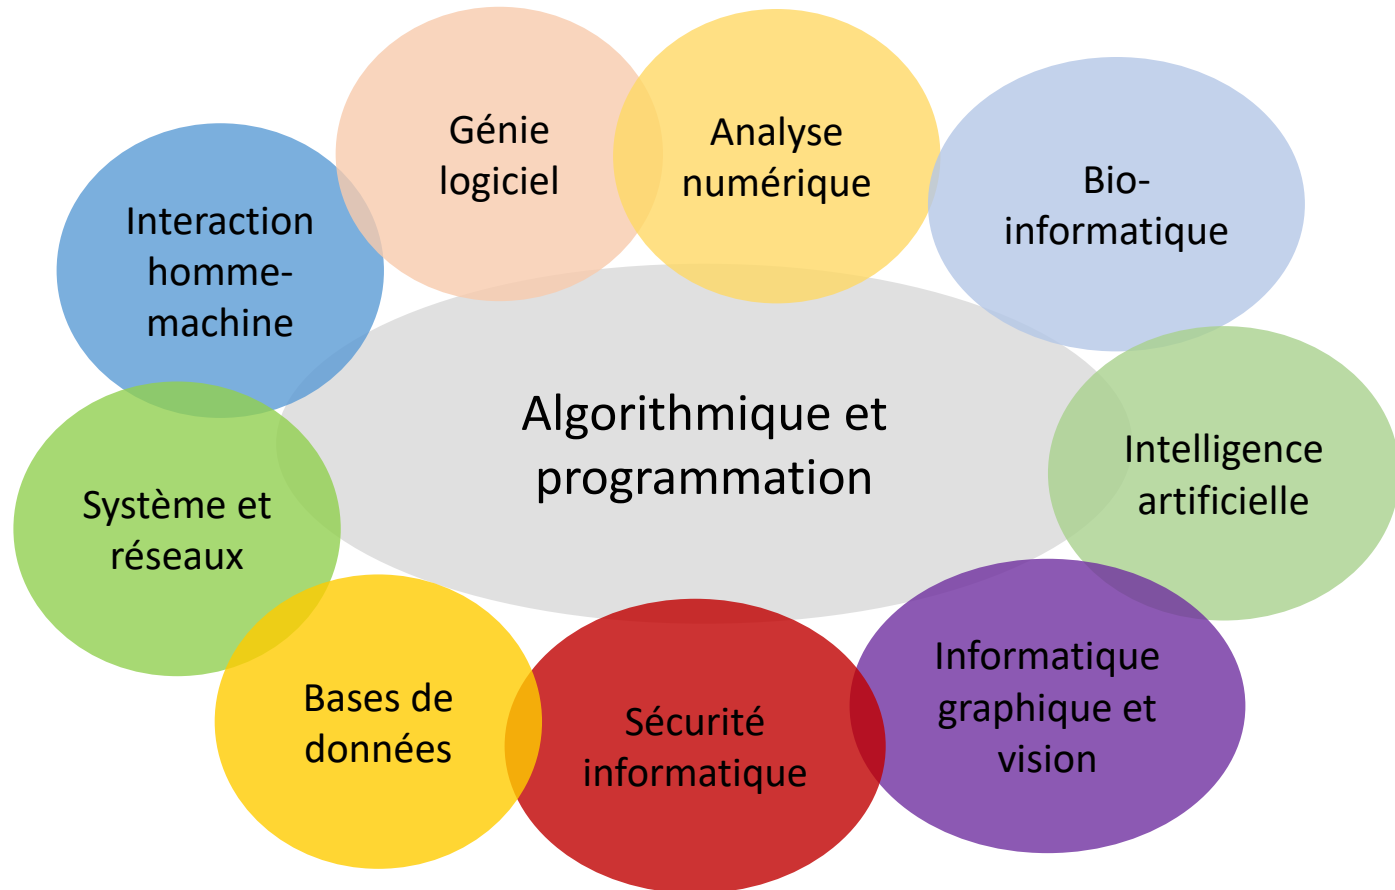 Génie
logiciel
Analyse
numérique
Bio-
informatique
Interaction
homme-
machine
Algorithmique et
programmation
Intelligence
artificielle
Système et
réseaux
Informatique
graphique et
vision
Bases de
données
Sécurité
informatique